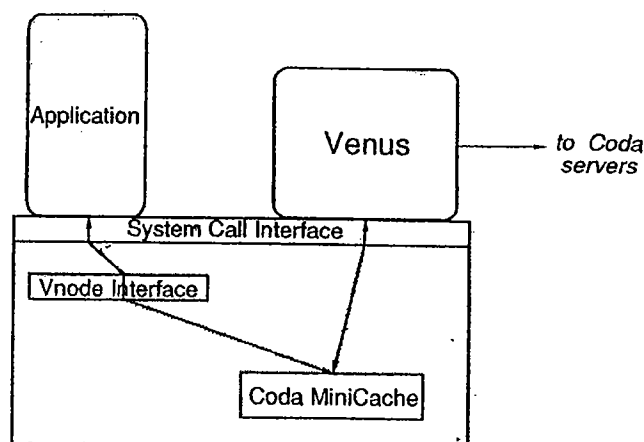 Application
Venus
to Coda
servers
System Call Interface
Vnode Interface
Coda MiniCache